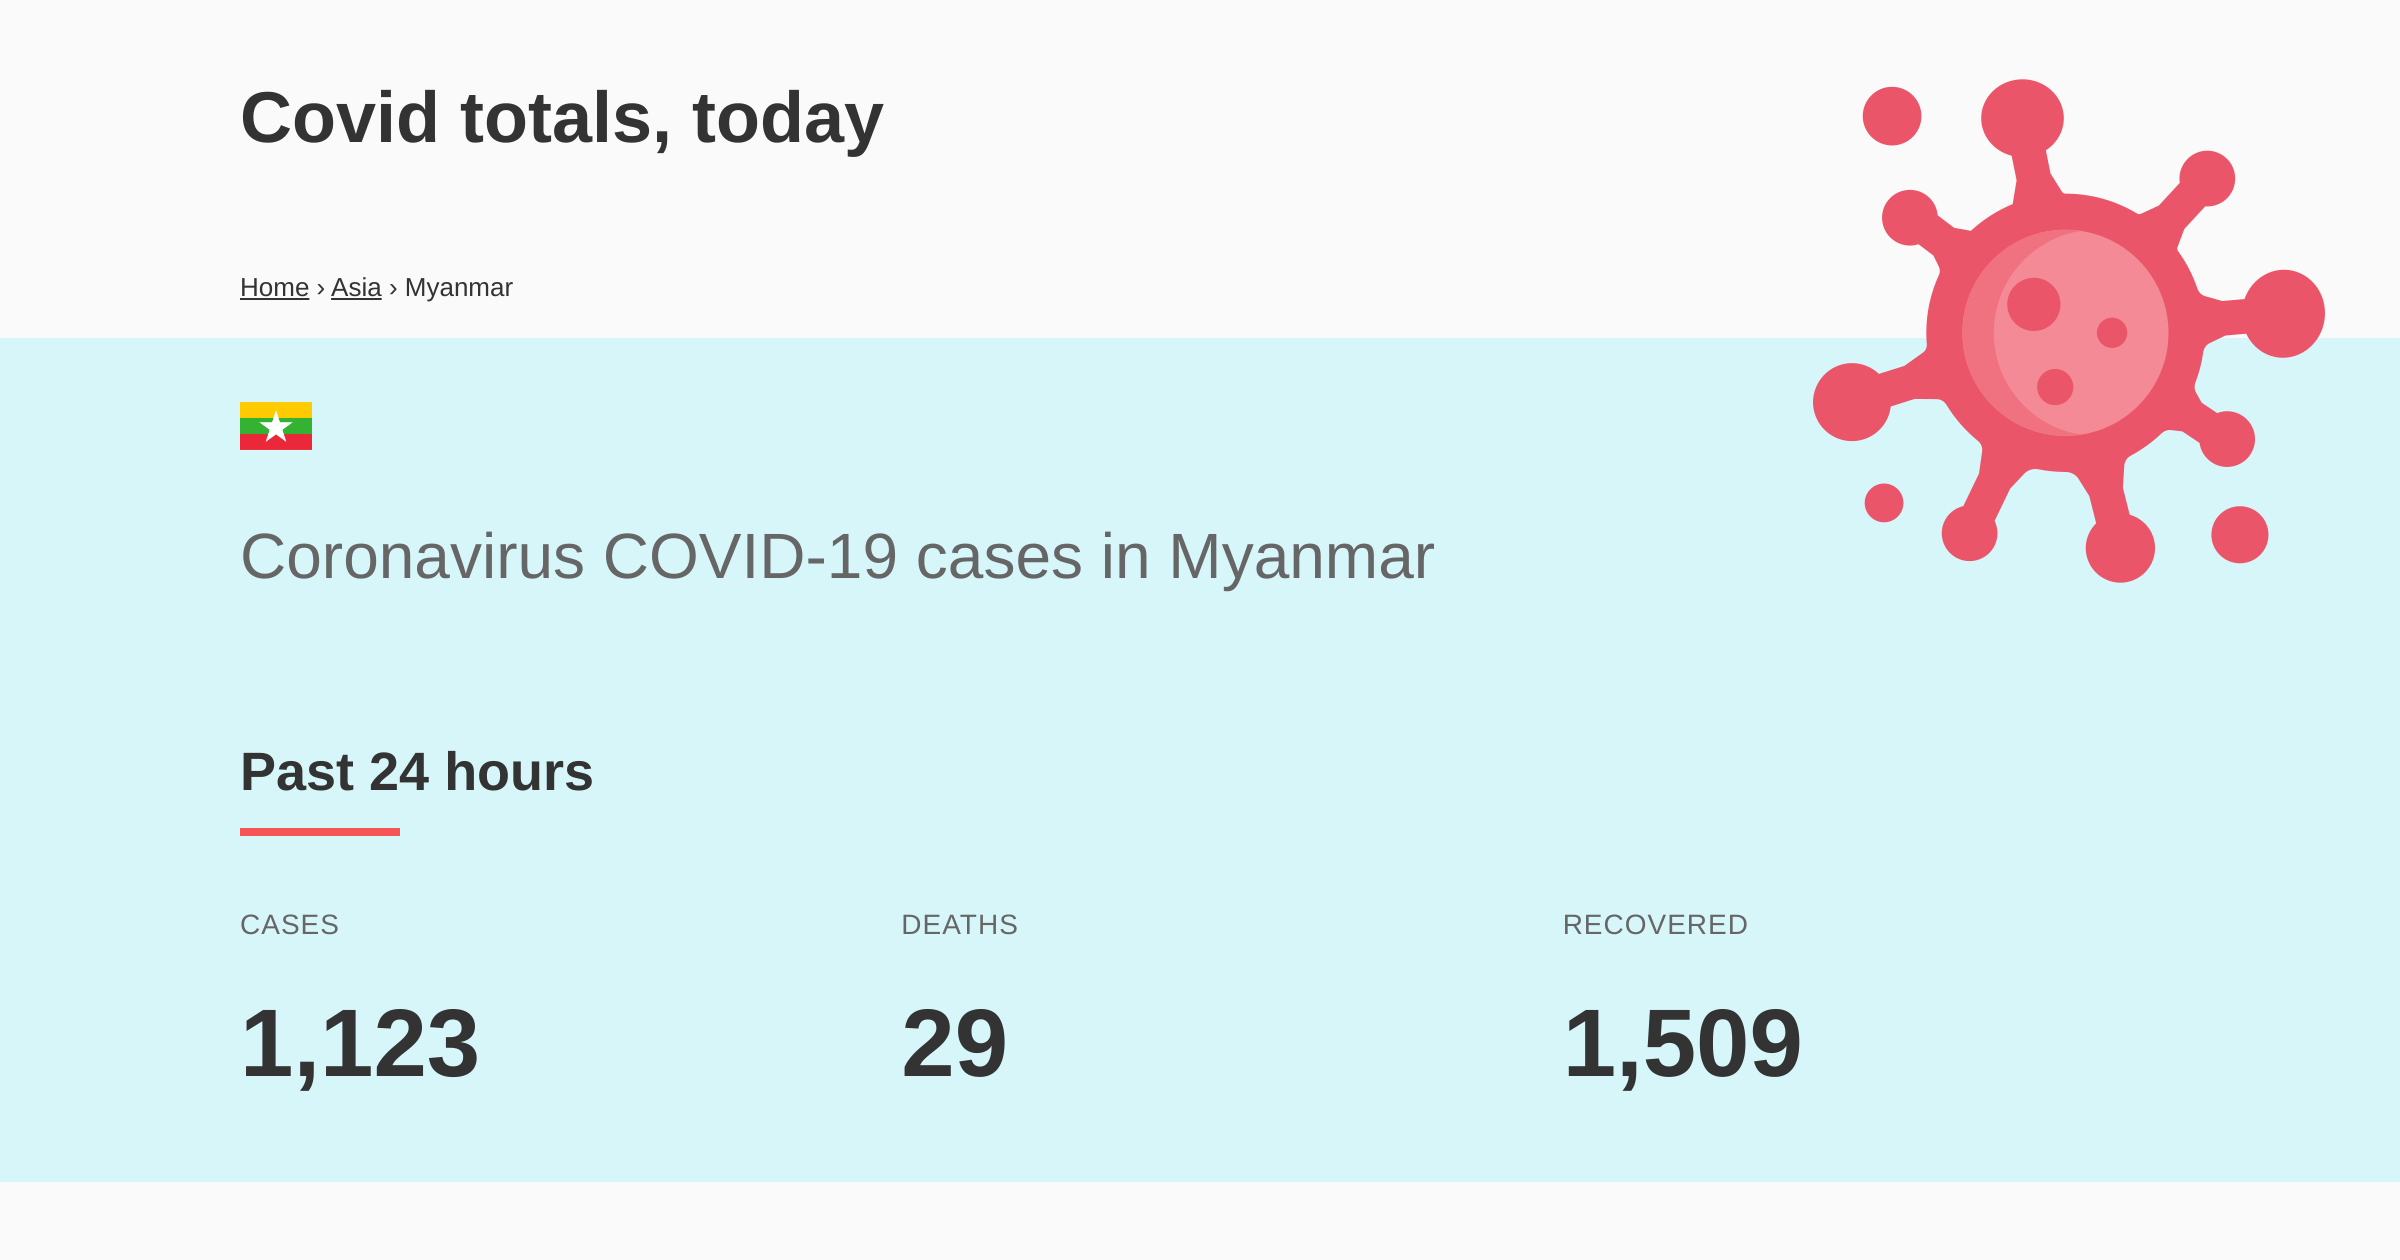 Covid totals, today
Home › Asia › Myanmar
Coronavirus COVID-19 cases in Myanmar
Past 24 hours
CASES DEATHS RECOVERED
1,123 29 1,509